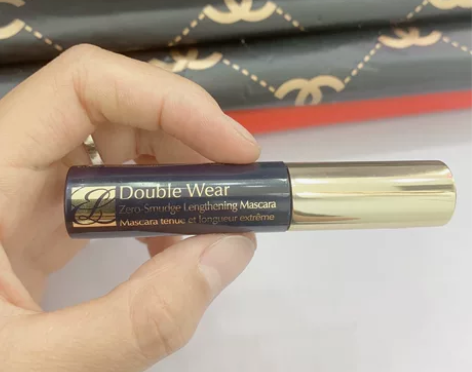 Double Wear
Zero-Smudge Lengthening Mascara
Mascara tenue et longueur extrême